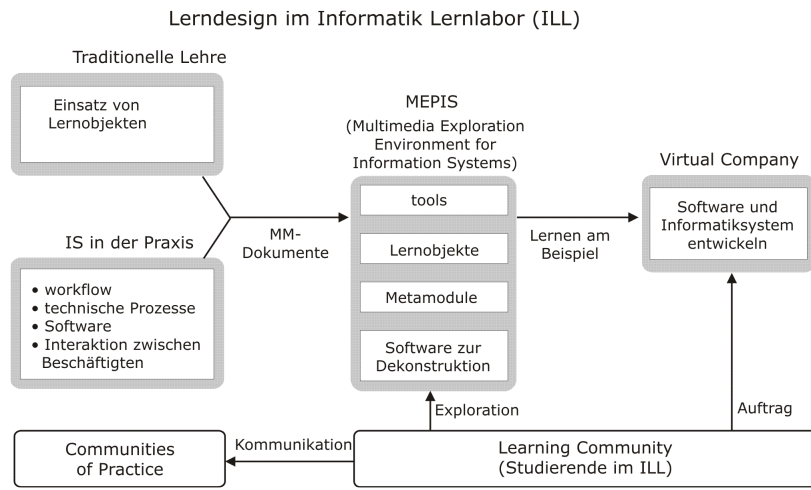 Lerndesign im Informatik Lernlabor (ILL)
Traditionelle Lehre
Einsatz von
Lernobjekten
IS in der Praxis
• workflow
• technische Prozesse
• Software
• Interaktion zwischen
Beschäftigten
MM-
Dokumente
MEPIS
(Multimedia Exploration
Environment for
Information Systems)
tools
Lernobjekte
Metamodule
Software zur
Dekonstruktion
Lernen am
Beispiel
Virtual Company
Software und
Informatiksystem
entwickeln
Exploration
Auftrag
Communities
of Practice
Kommunikation
Learning Community
(Studierende im ILL)